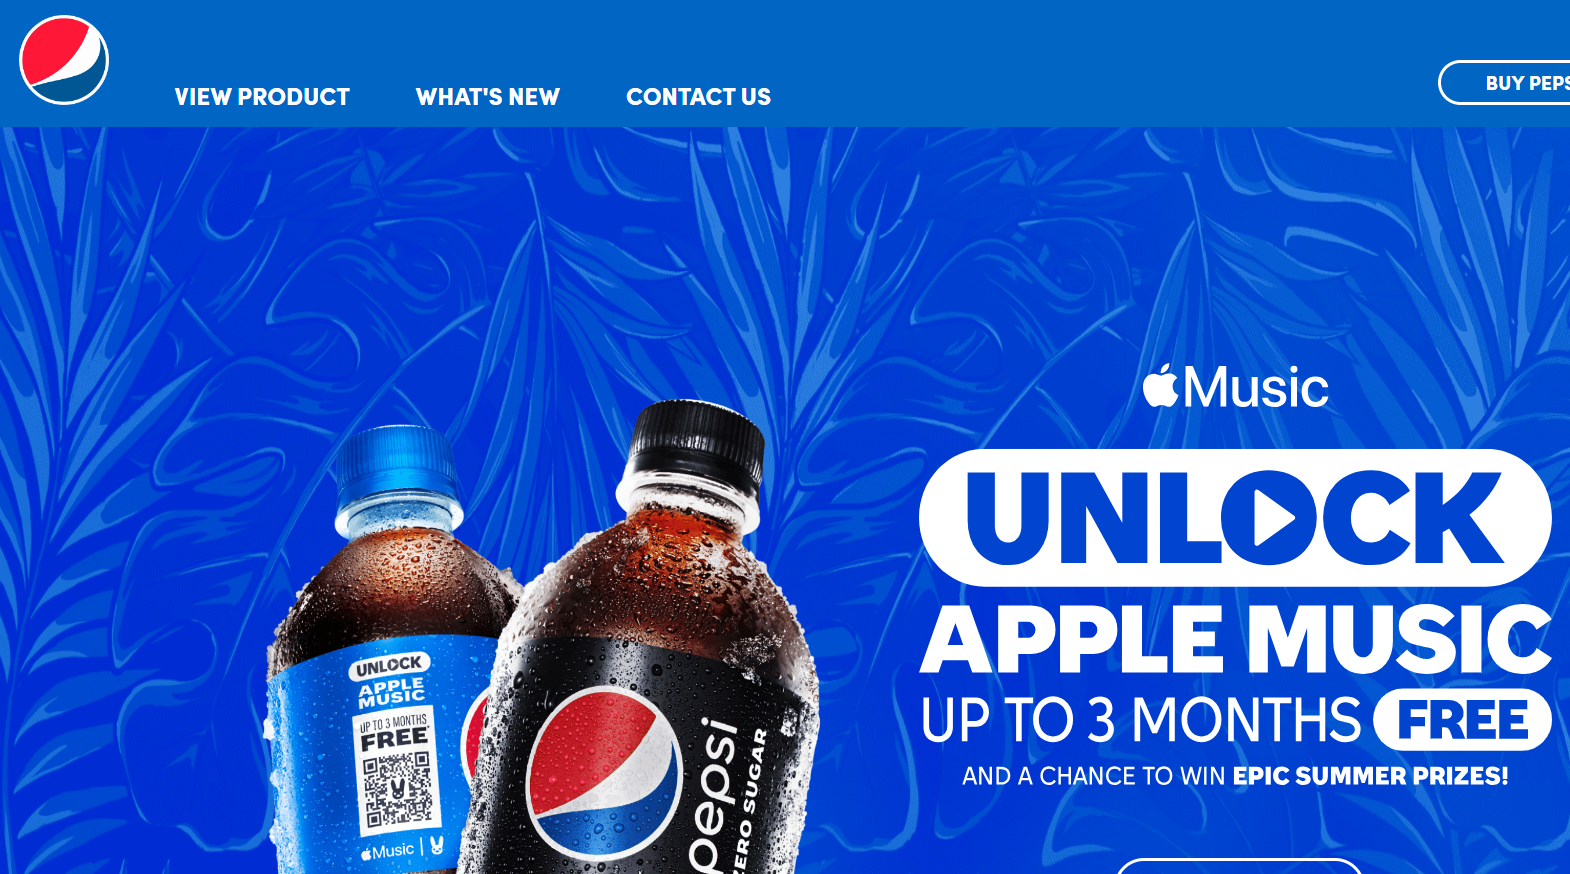 VIEW PRODUCT
WHAT'S NEW
CONTACT US
BUY PEPS
Music
UNLOCK
APPLE MUSIC
UP TO 3 MONTHS FREE
AND A CHANCE TO WIN EPIC SUMMER PRIZES!
UNLOCK
APPLE
MUSIC
UP TO 3 MONTHS
FREE*
Music
pepsi
ZERO SUGAR